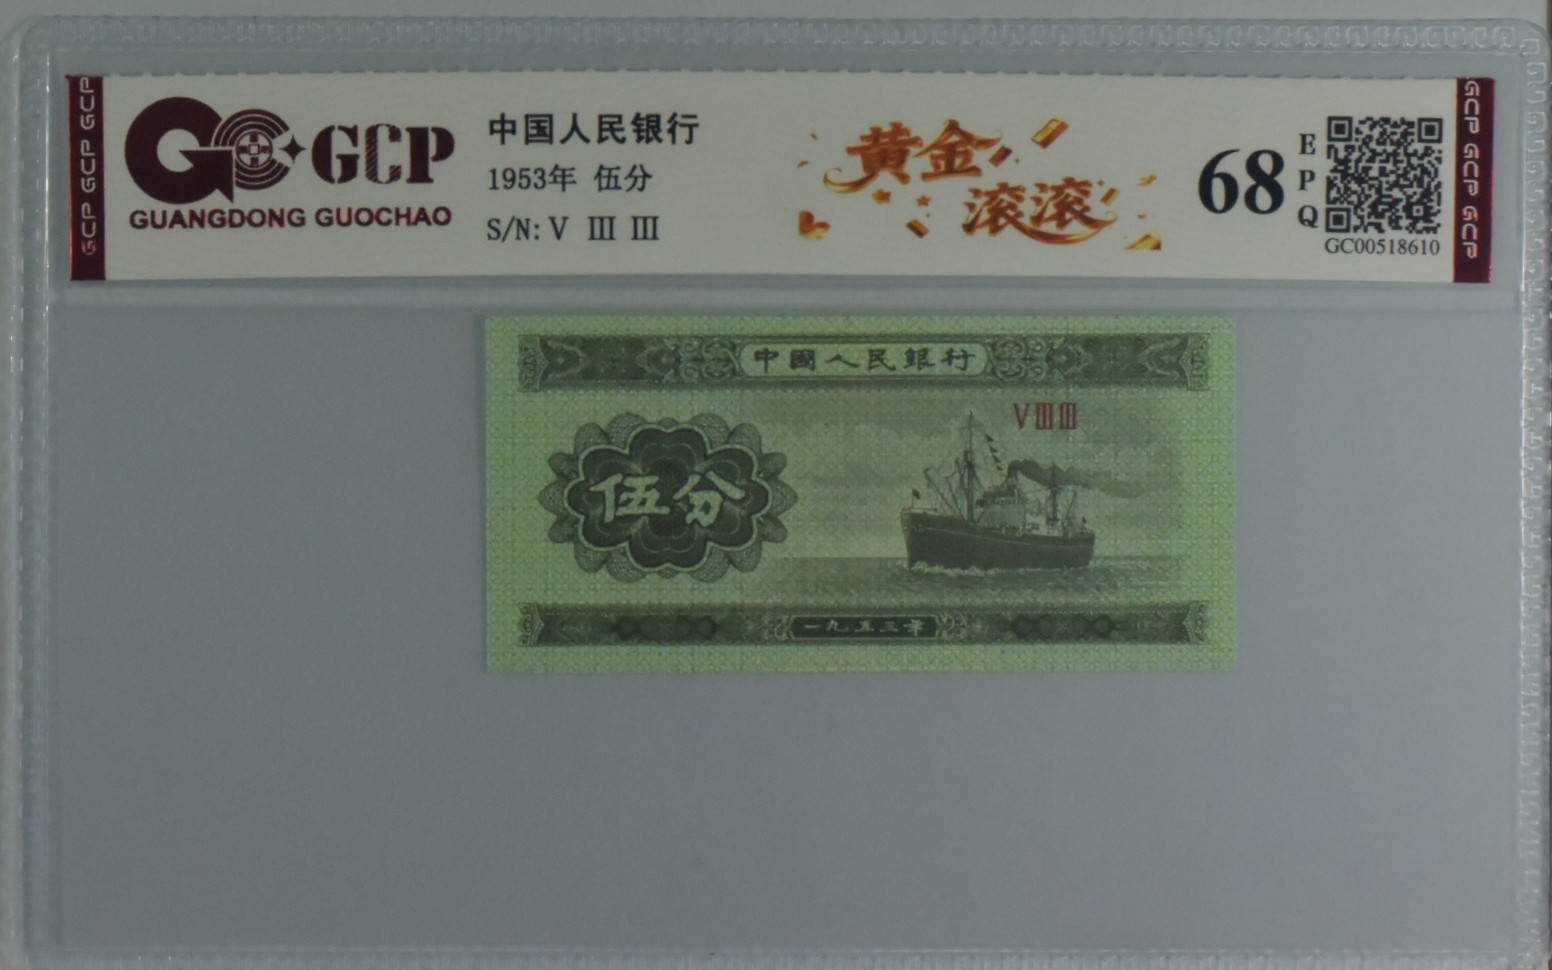 GCP GCP GCP
GCP
GUANGDONG GUOCHAO
中国人民银行
1953年 伍分
S/N: V III III
黄金
滚滚
68
EPQ
GC00518610
GCP GCP GCP
中國人民銀行
V III III
伍分
一九五三年